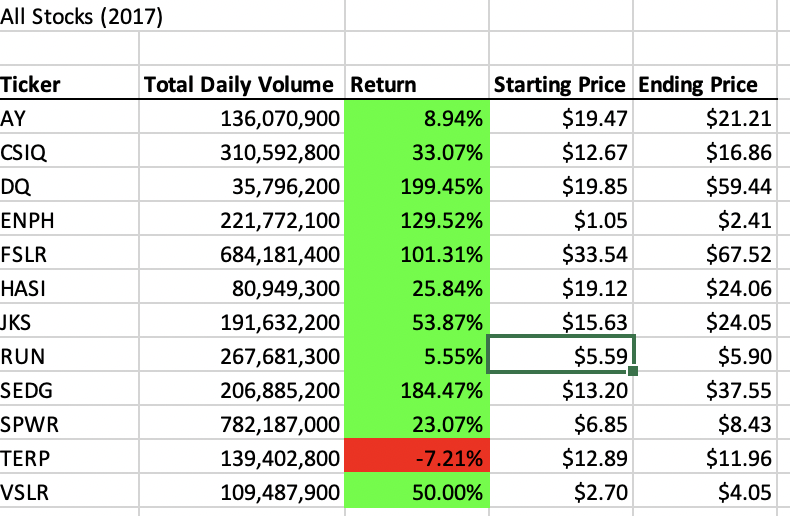 All Stocks (2017)
Ticker Total Daily Volume Return Starting Price Ending Price
AY 136,070,900 8.94% $19.47 $21.21
CSIQ 310,592,800 33.07% $12.67 $16.86
DQ 35,796,200 199.45% $19.85 $59.44
ENPH 221,772,100 129.52% $1.05 $2.41
FSLR 684,181,400 101.31% $33.54 $67.52
HASI 80,949,300 25.84% $19.12 $24.06
JKS 191,632,200 53.87% $15.63 $24.05
RUN 267,681,300 5.55% $5.59 $5.90
SEDG 206,885,200 184.47% $13.20 $37.55
SPWR 782,187,000 23.07% $6.85 $8.43
TERP 139,402,800 -7.21% $12.89 $11.96
VSLR 109,487,900 50.00% $2.70 $4.05